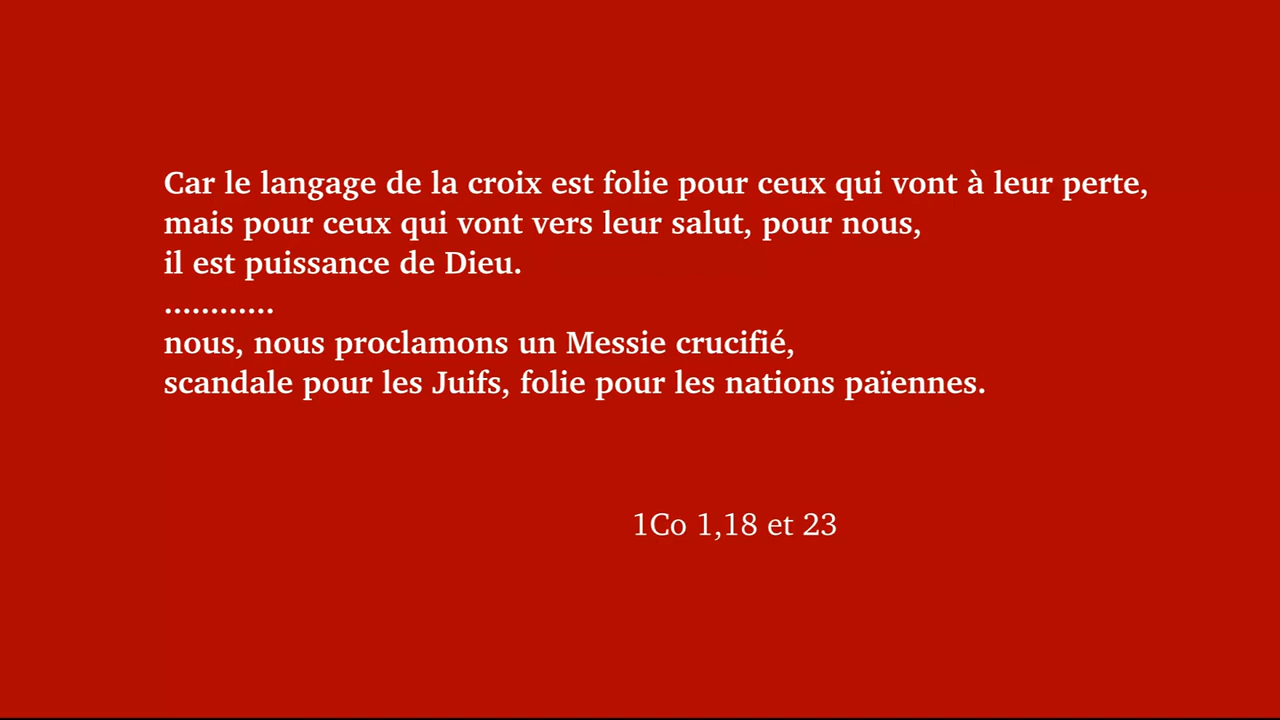 Car le langage de la croix est folie pour ceux qui vont à leur perte,
mais pour ceux qui vont vers leur salut, pour nous,
il est puissance de Dieu.
............
nous, nous proclamons un Messie crucifié,
scandale pour les Juifs, folie pour les nations païennes.
1Co 1,18 et 23